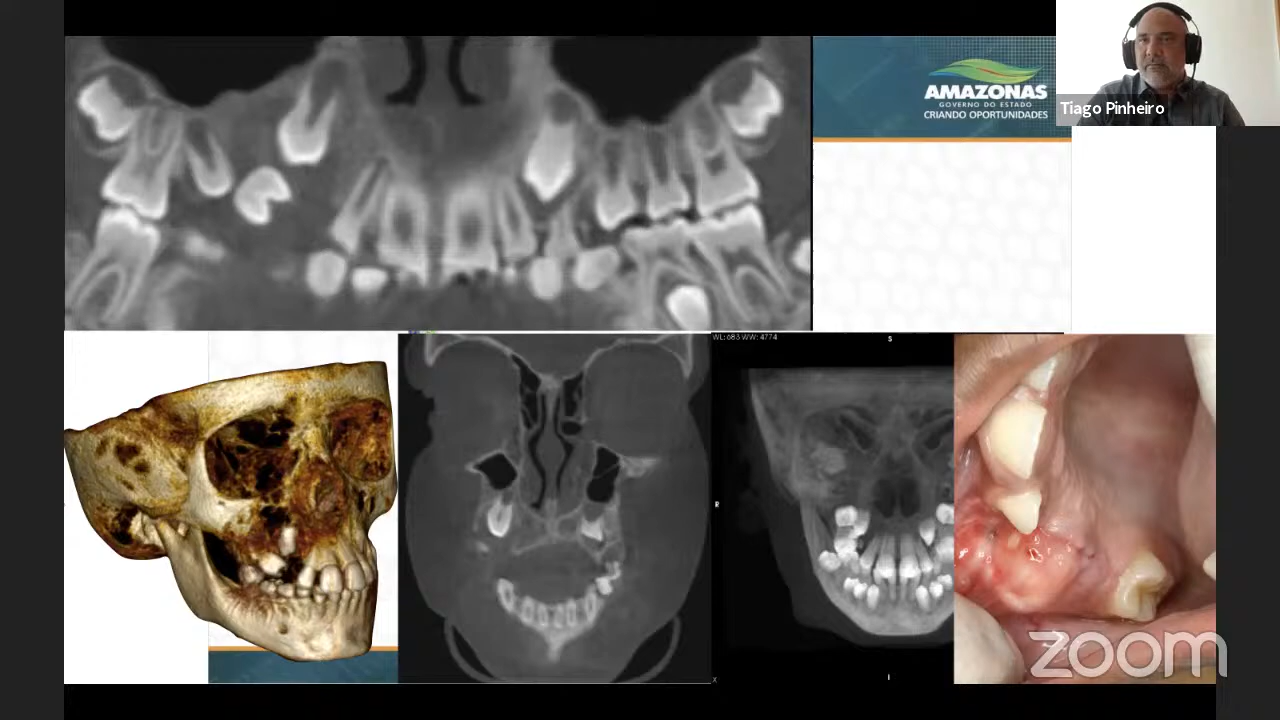 AMAZONAS
GOVERNO DO ESTADO
CRIANDO OPORTUNIDADES
Tiago Pinheiro
WL: 683 WW: 4774
S
R
I
X
zoom